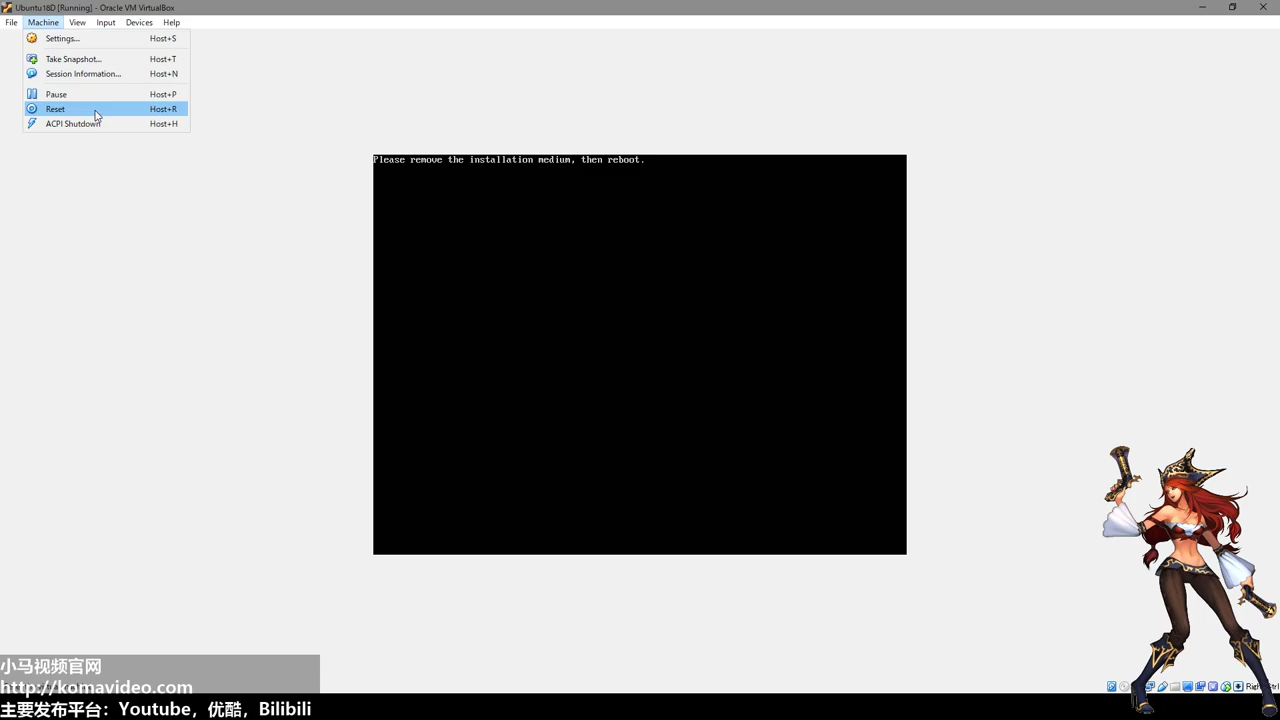 Ubuntu18D [Running] - Oracle VM VirtualBox
File Machine View Input Devices Help
Settings... Host+S
Take Snapshot... Host+T
Session Information... Host+N
Pause Host+P
Reset Host+R
ACPI Shutdown Host+H
Please remove the installation medium, then reboot.
小马视频官网
http://komavideo.com
Right Ctrl
主要发布平台：Youtube，优酷，Bilibili